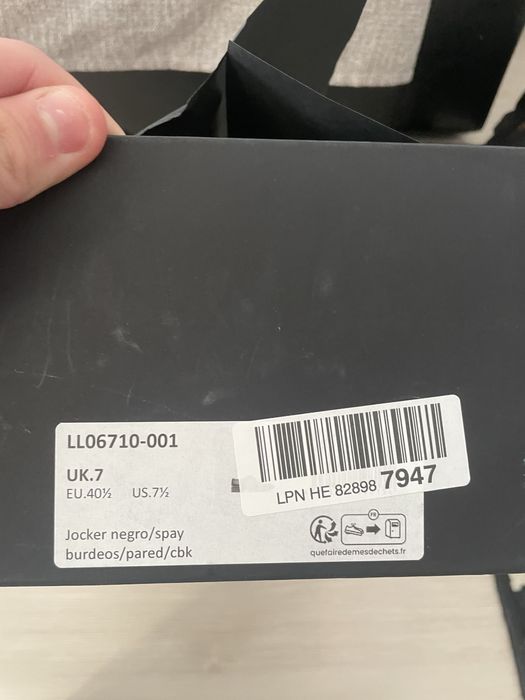 LL06710-001
UK.7
EU.40½ US.7½
Jocker negro/spay
burdeos/pared/cbk
LPN HE 82898 7947
FR
quefairedemesdechets.fr